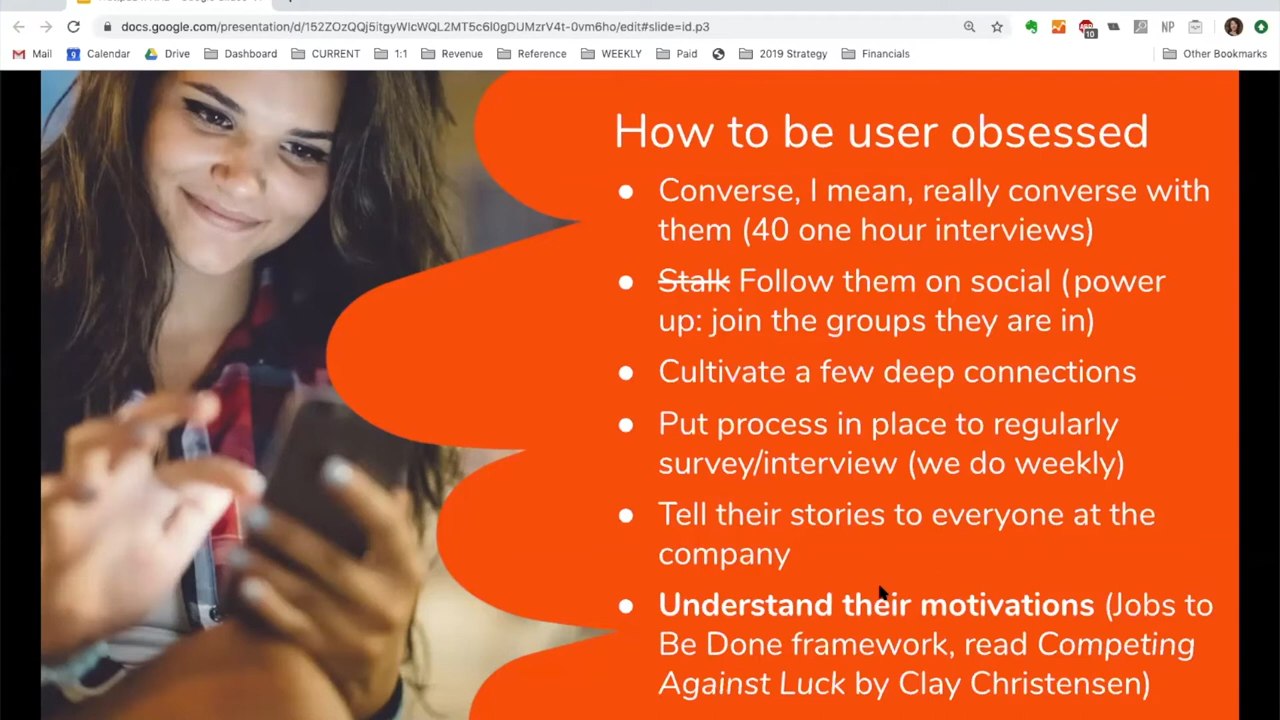 docs.google.com/presentation/d/152ZOzQQj5itgyWIcWQL2MT5c6I0gDUMzrV4t-0vm6ho/edit#slide=id.p3
10
NP
Mail
9
Calendar
Drive
Dashboard
CURRENT
1:1
Revenue
Reference
WEEKLY
Paid
2019 Strategy
Financials
Other Bookmarks
How to be user obsessed
● Converse, I mean, really converse with
them (40 one hour interviews)
● Stalk Follow them on social (power
up: join the groups they are in)
● Cultivate a few deep connections
● Put process in place to regularly
survey/interview (we do weekly)
● Tell their stories to everyone at the
company
● Understand their motivations (Jobs to
Be Done framework, read Competing
Against Luck by Clay Christensen)